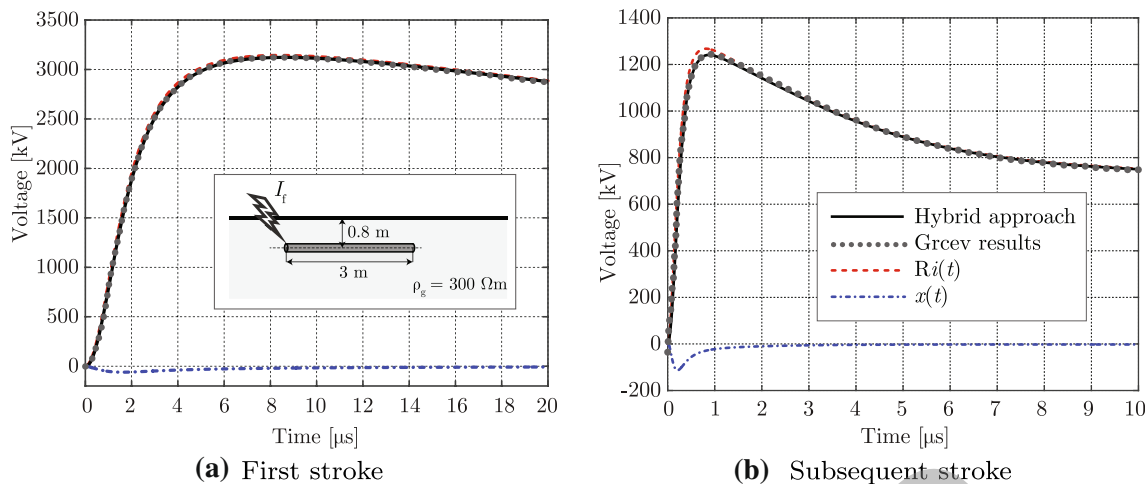 3500
3000
2500
2000
1500
1000
500
0
Voltage [kV]
I_f
0.8 m
3 m
ρ_g = 300 Ωm
0 2 4 6 8 10 12 14 16 18 20
Time [µs]
(a) First stroke
1400
1200
1000
800
600
400
200
0
-200
Voltage [kV]
Hybrid approach
Grcev results
Ri(t)
x(t)
0 1 2 3 4 5 6 7 8 9 10
Time [µs]
(b) Subsequent stroke